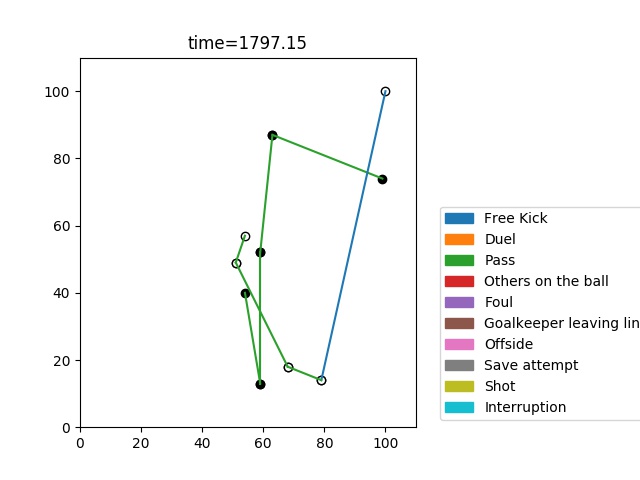 time=1797.15
100
80
60
40
20
0
0 20 40 60 80 100
Free Kick
Duel
Pass
Others on the ball
Foul
Goalkeeper leaving lin
Offside
Save attempt
Shot
Interruption